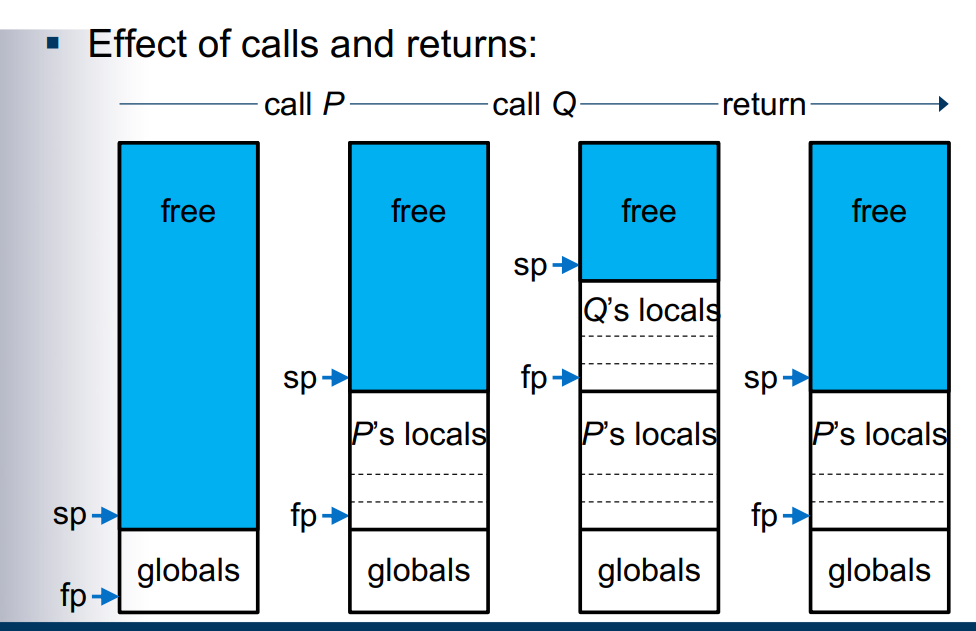 Effect of calls and returns:
call P call Q return
free free free free
sp
Q's locals
sp fp sp
P's locals P's locals P's locals
sp fp fp
globals globals globals globals
fp